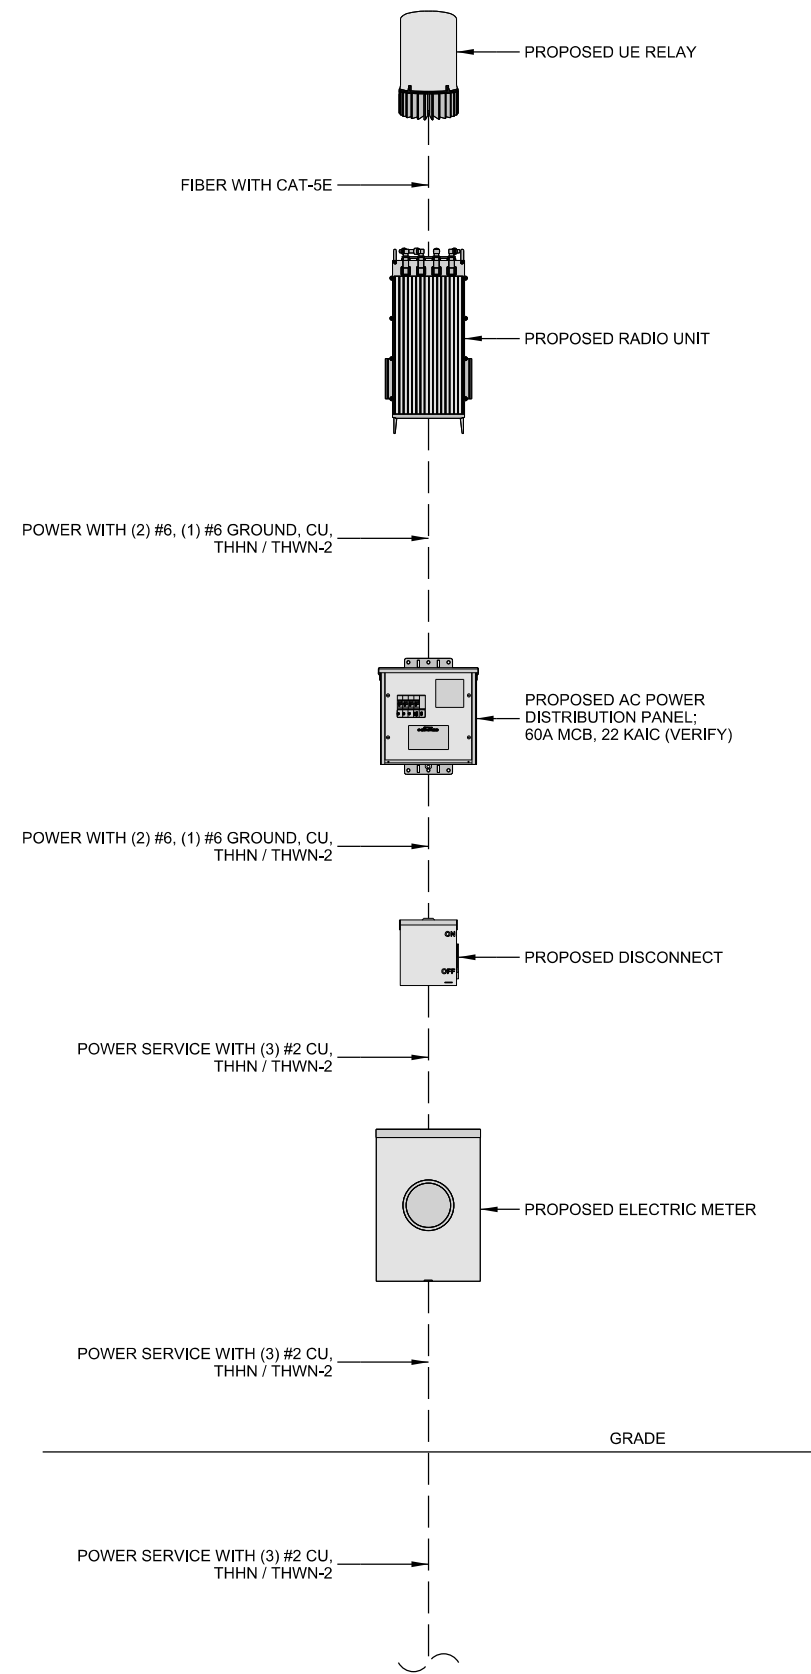 PROPOSED UE RELAY
FIBER WITH CAT-5E
PROPOSED RADIO UNIT
POWER WITH (2) #6, (1) #6 GROUND, CU,
THHN / THWN-2
PROPOSED AC POWER
DISTRIBUTION PANEL;
60A MCB, 22 KAIC (VERIFY)
POWER WITH (2) #6, (1) #6 GROUND, CU,
THHN / THWN-2
ON
PROPOSED DISCONNECT
OFF
POWER SERVICE WITH (3) #2 CU,
THHN / THWN-2
PROPOSED ELECTRIC METER
POWER SERVICE WITH (3) #2 CU,
THHN / THWN-2
GRADE
POWER SERVICE WITH (3) #2 CU,
THHN / THWN-2